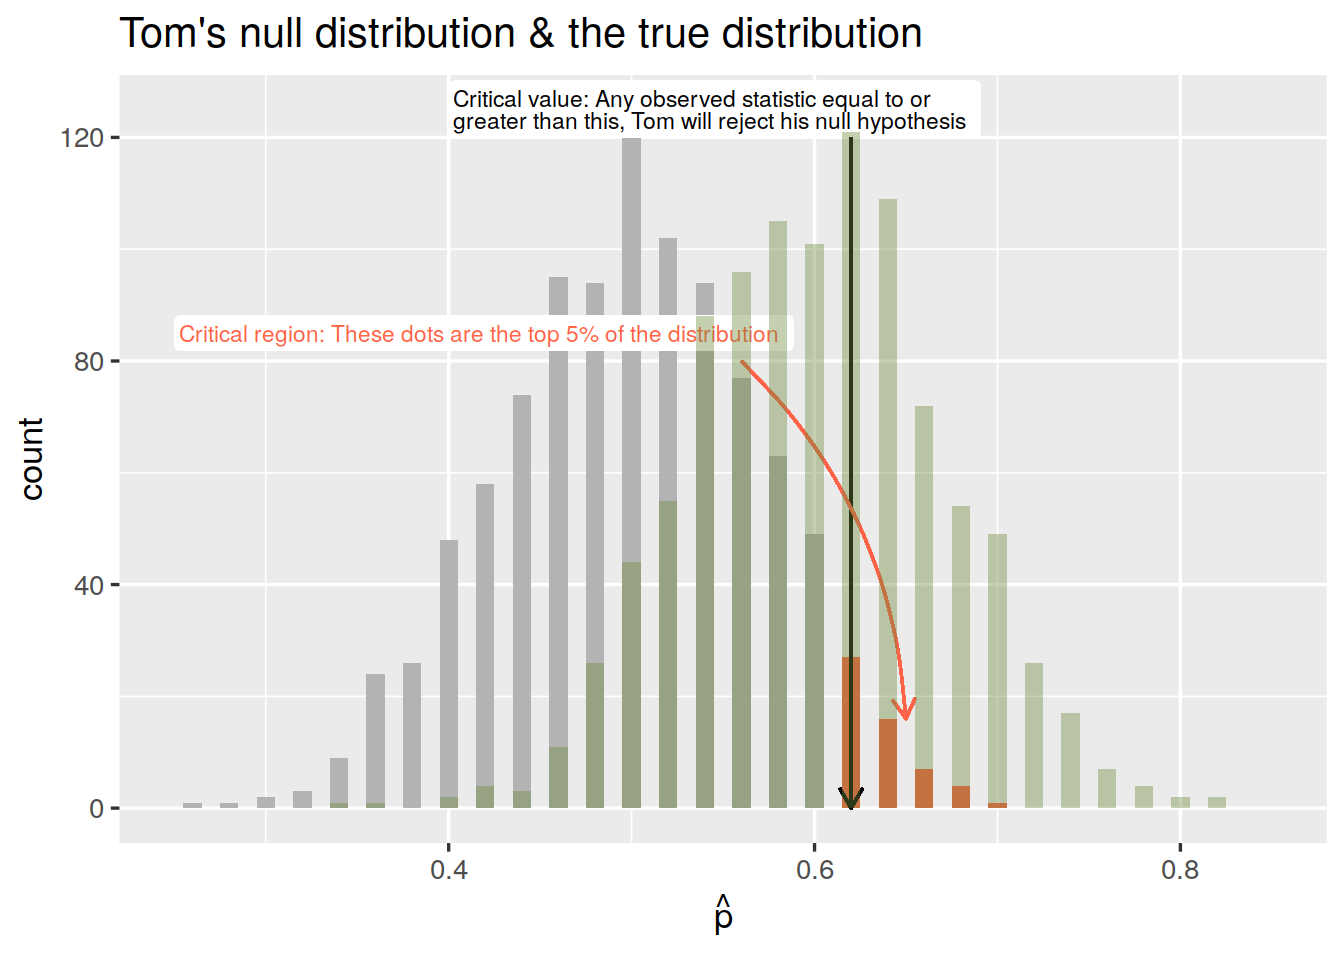 Tom's null distribution & the true distribution
Critical value: Any observed statistic equal to or
greater than this, Tom will reject his null hypothesis
120
Critical region: These dots are the top 5% of the distribution
80
count
40
0
0.4
0.6
0.8
p̂